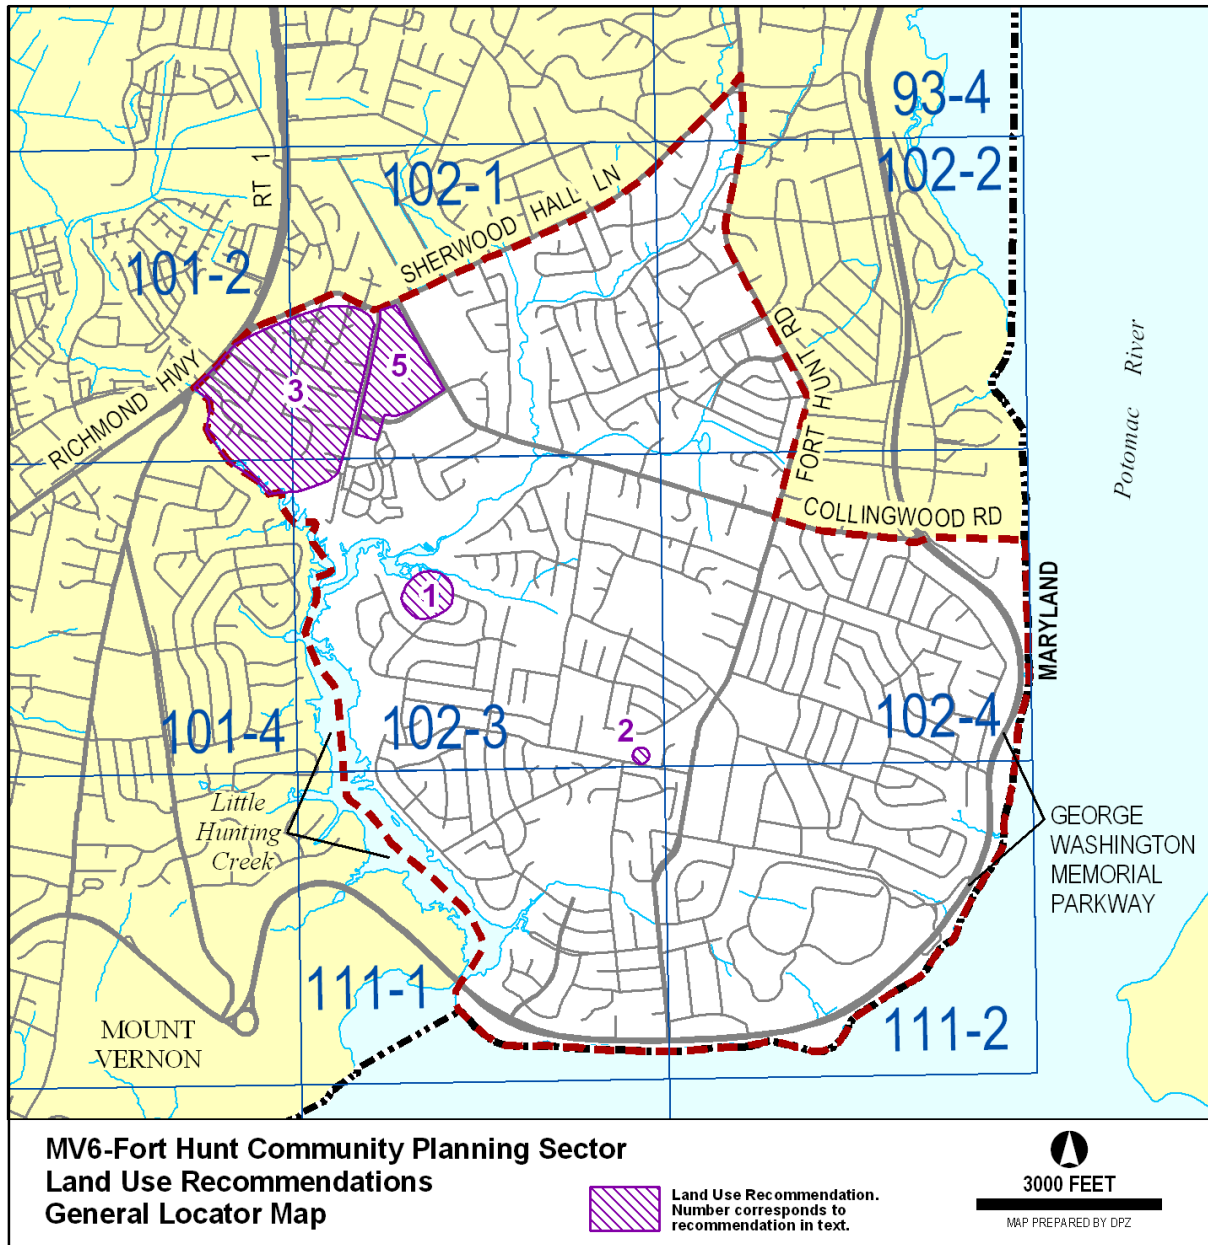 93-4
RT 1
102-1
102-2
SHERWOOD HALL LN
101-2
RICHMOND HWY
3
5
FORT HUNT RD
Potomac River
COLLINGWOOD RD
1
MARYLAND
101-4
102-3
2
102-4
Little
Hunting
Creek
GEORGE
WASHINGTON
MEMORIAL
PARKWAY
111-1
111-2
MOUNT
VERNON
MV6-Fort Hunt Community Planning Sector
Land Use Recommendations
General Locator Map
Land Use Recommendation.
Number corresponds to
recommendation in text.
3000 FEET
MAP PREPARED BY DPZ